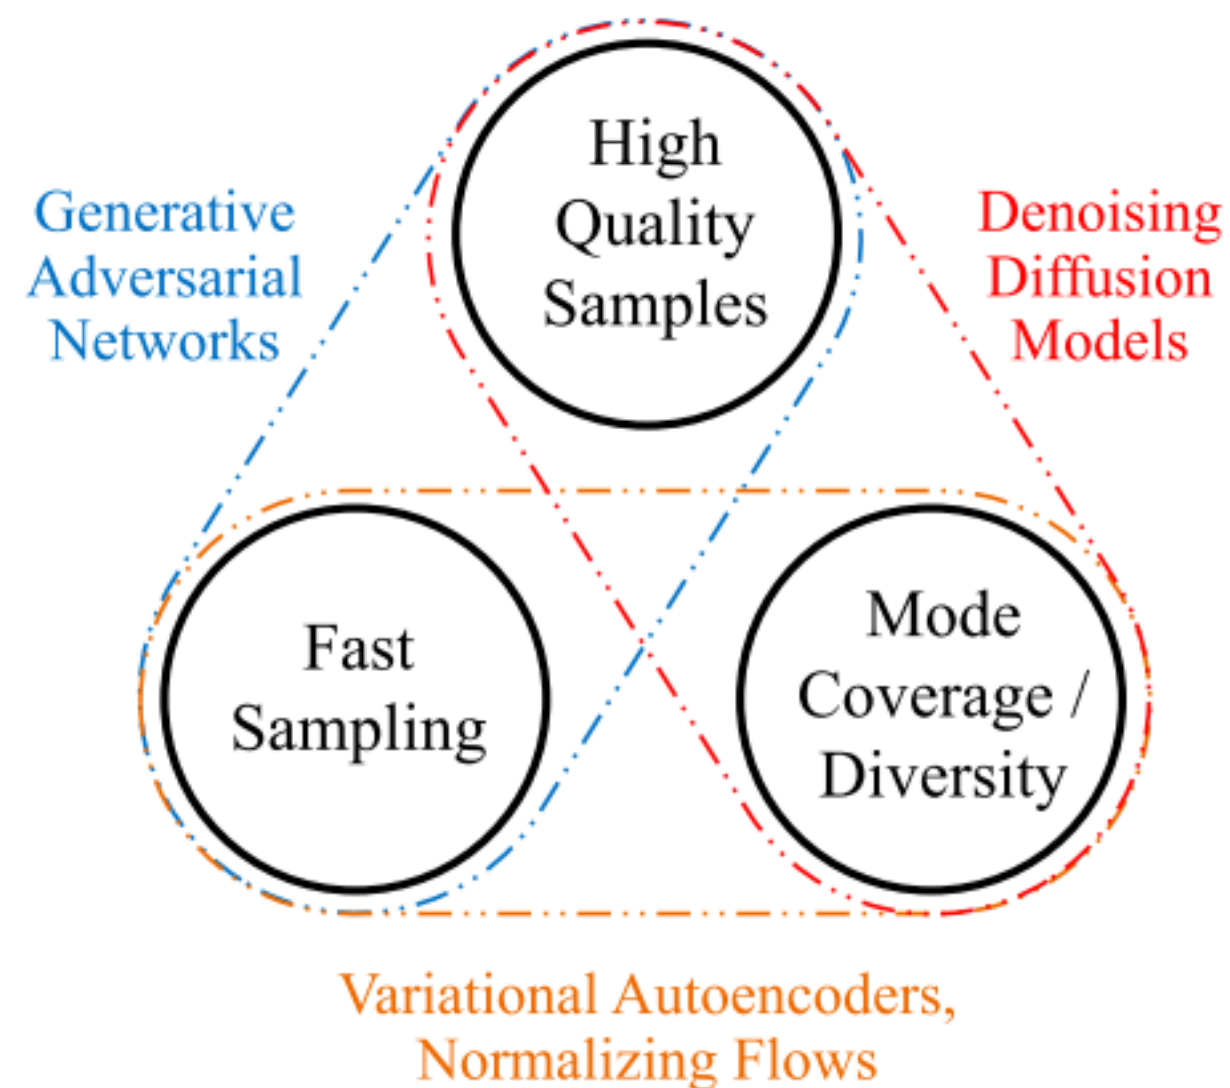 High
Quality
Samples
Generative
Adversarial
Networks
Denoising
Diffusion
Models
Fast
Sampling
Mode
Coverage /
Diversity
Variational Autoencoders,
Normalizing Flows